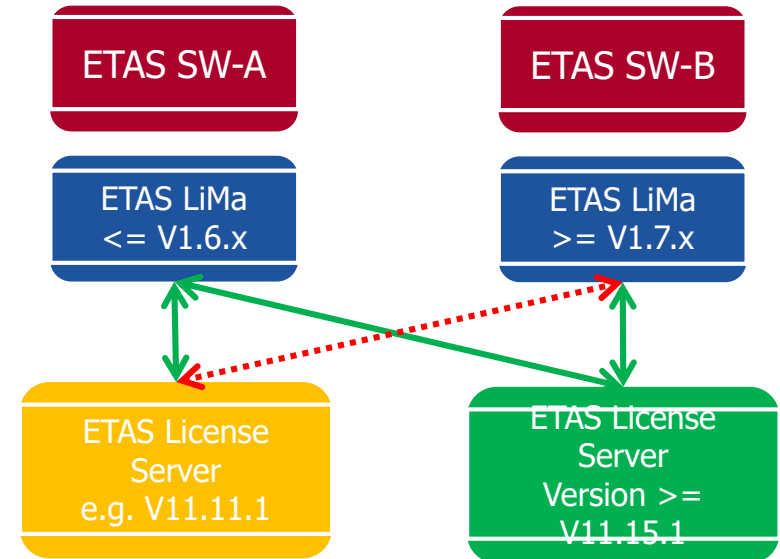 ETAS SW-A
ETAS SW-B
ETAS LiMa
<= V1.6.x
ETAS LiMa
>= V1.7.x
ETAS License
Server
e.g. V11.11.1
ETAS License
Server
Version >=
V11.15.1